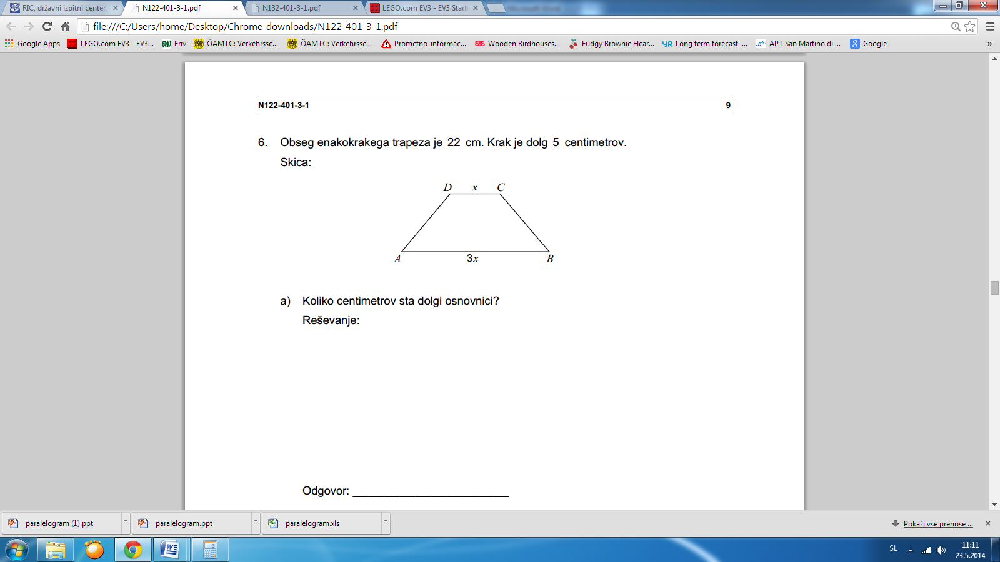 RIC, državni izpitni center,
N122-401-3-1.pdf
N132-401-3-1.pdf
LEGO.com EV3 - EV3 Start
Microsoft Word
file:///C:/Users/home/Desktop/Chrome-downloads/N122-401-3-1.pdf
Google Apps
LEGO.com EV3 - EV3...
Friv
ÖAMTC: Verkehrsse...
ÖAMTC: Verkehrsse...
Prometno-informac...
Wooden Birdhouses...
Fudgy Brownie Hear...
Long term forecast ...
APT San Martino di ...
Google
»
N122-401-3-1 9
6. Obseg enakokrakega trapeza je 22 cm. Krak je dolg 5 centimetrov.
Skica:
D x C
A 3x B
a) Koliko centimetrov sta dolgi osnovnici?
Reševanje:
Odgovor: ________________________
paralelogram (1).ppt
paralelogram.ppt
paralelogram.xls
Pokaži vse prenose ...
SL
11:11
23.5.2014